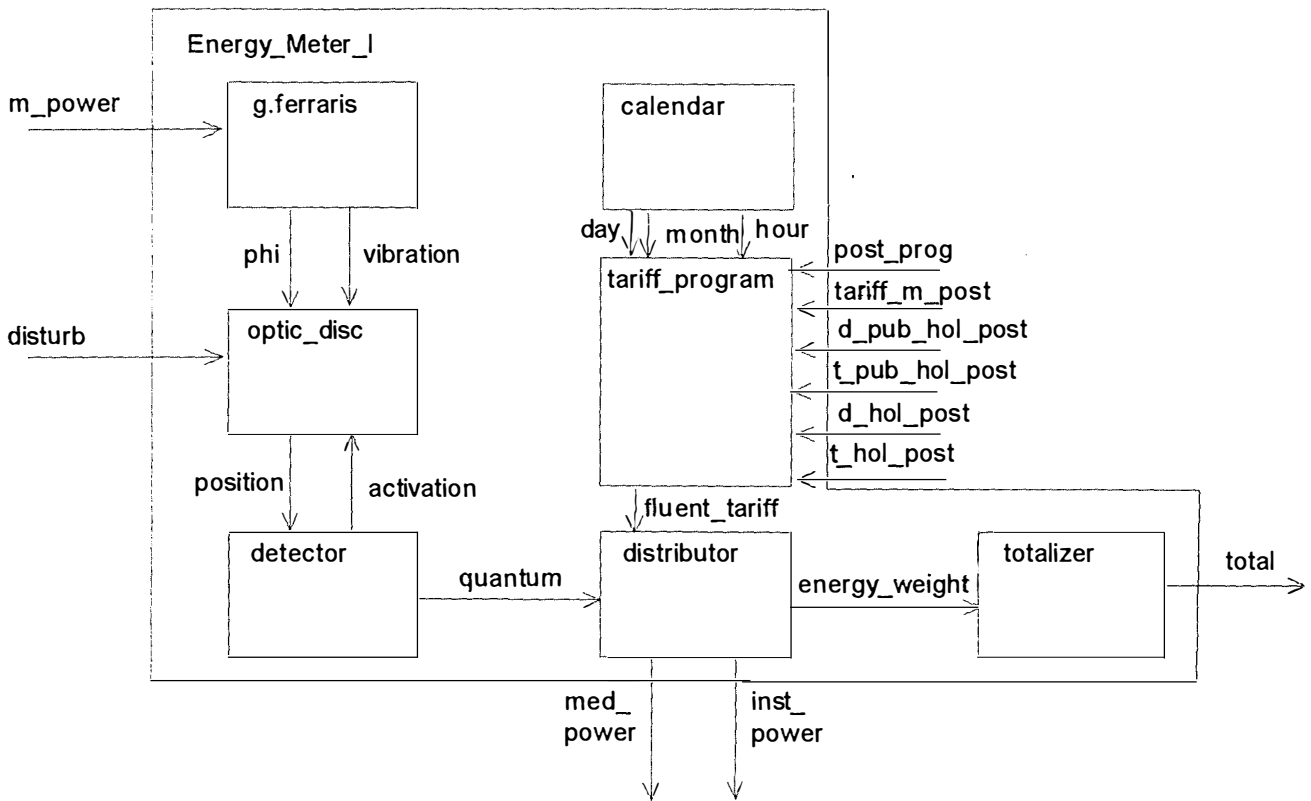 Energy_Meter_I
m_power
g.ferraris
calendar
day
month
hour
phi
vibration
post_prog
tariff_program
tariff_m_post
disturb
optic_disc
d_pub_hol_post
t_pub_hol_post
d_hol_post
t_hol_post
position
activation
fluent_tariff
detector
distributor
totalizer
total
quantum
energy_weight
med_
power
inst_
power